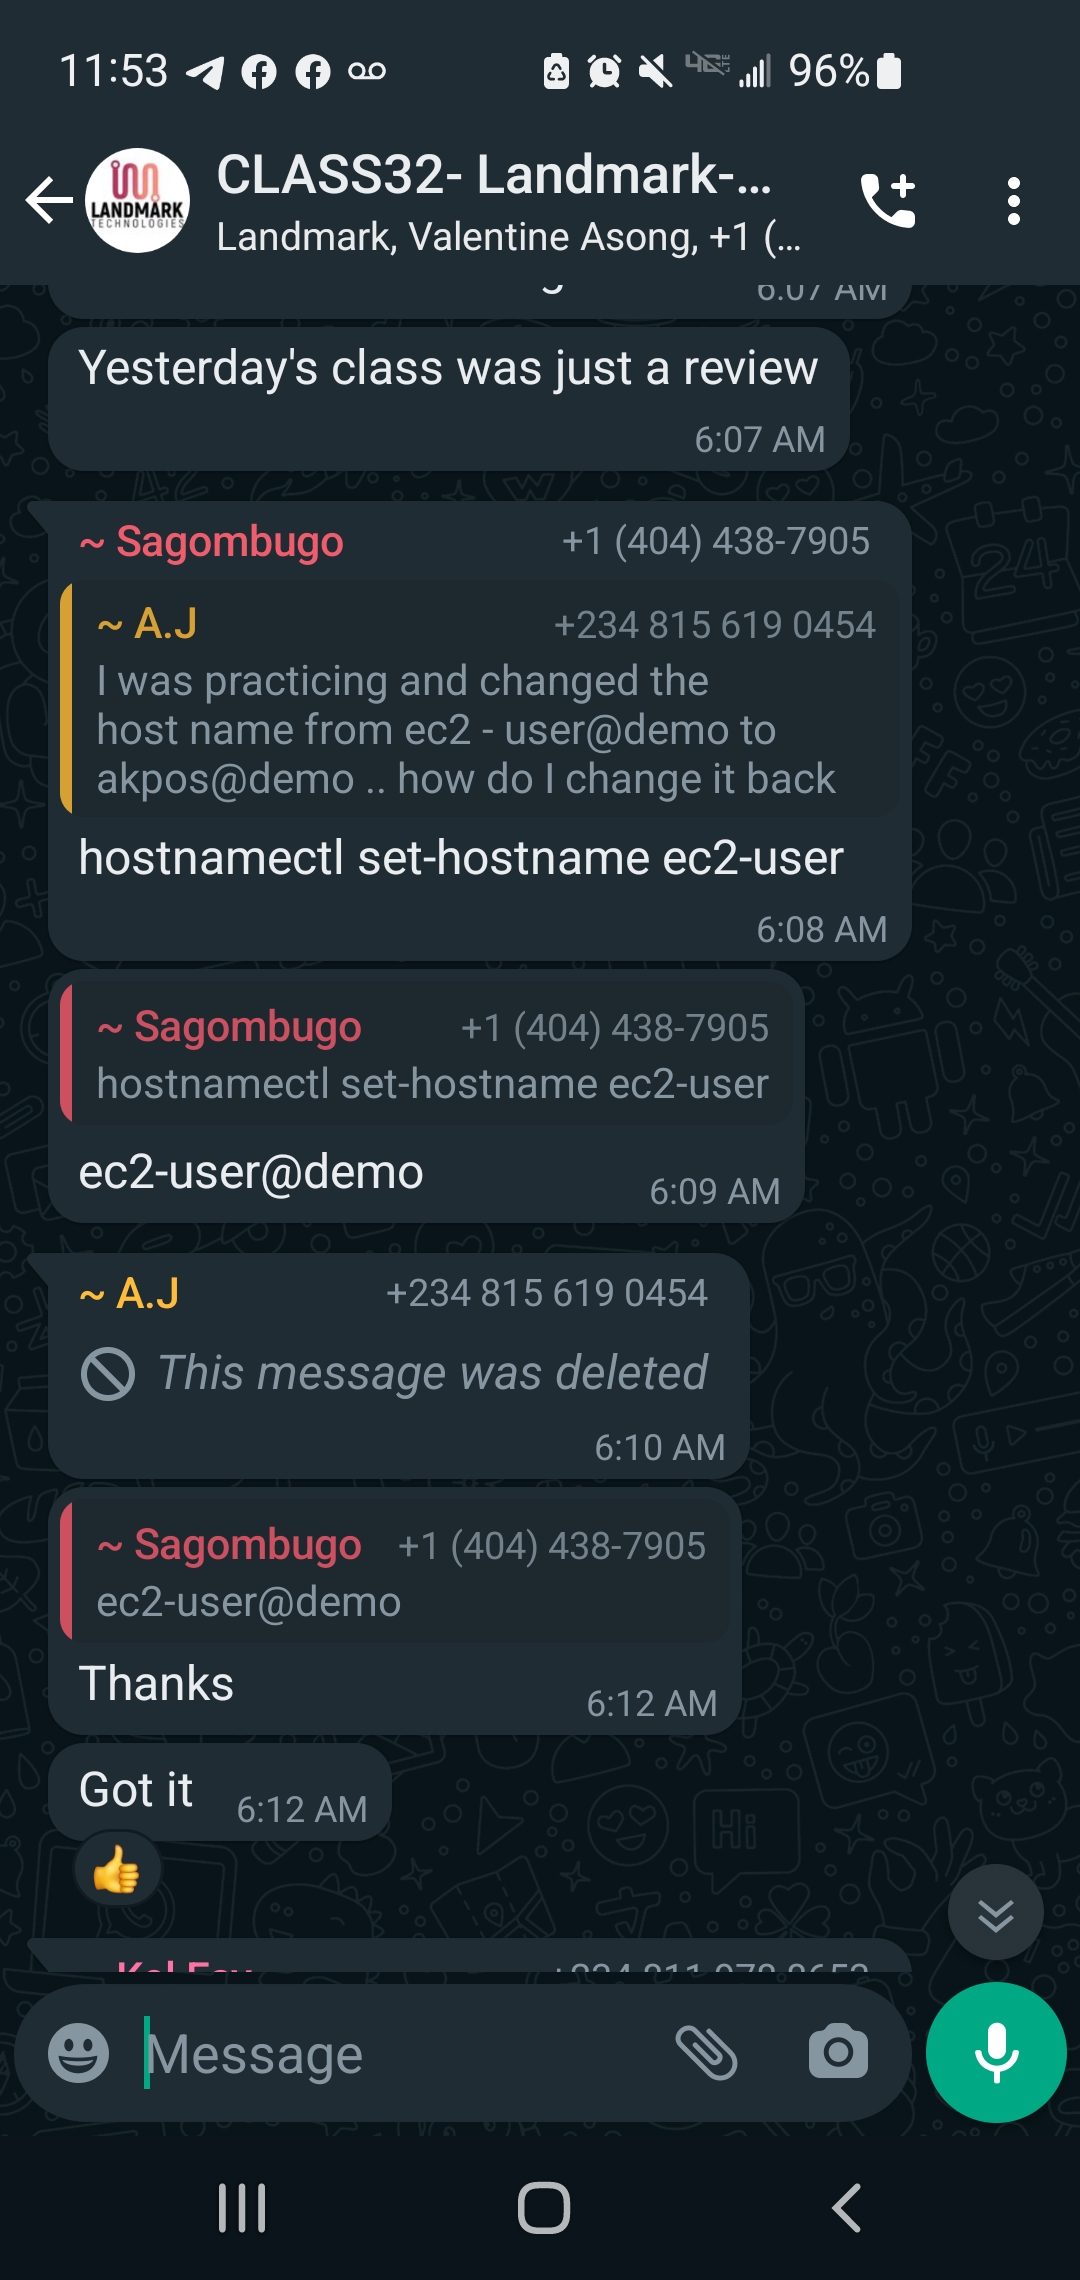 11:53
4G LTE
96%
LANDMARK
TECHNOLOGIES
CLASS32- Landmark-...
Landmark, Valentine Asong, +1 (...
6:07 AM
Yesterday's class was just a review
6:07 AM
~ Sagombugo +1 (404) 438-7905
~ A.J +234 815 619 0454
I was practicing and changed the
host name from ec2 - user@demo to
akpos@demo .. how do I change it back
hostnamectl set-hostname ec2-user
6:08 AM
~ Sagombugo +1 (404) 438-7905
hostnamectl set-hostname ec2-user
ec2-user@demo
6:09 AM
~ A.J +234 815 619 0454
This message was deleted
6:10 AM
~ Sagombugo +1 (404) 438-7905
ec2-user@demo
Thanks
6:12 AM
Got it
6:12 AM
Message